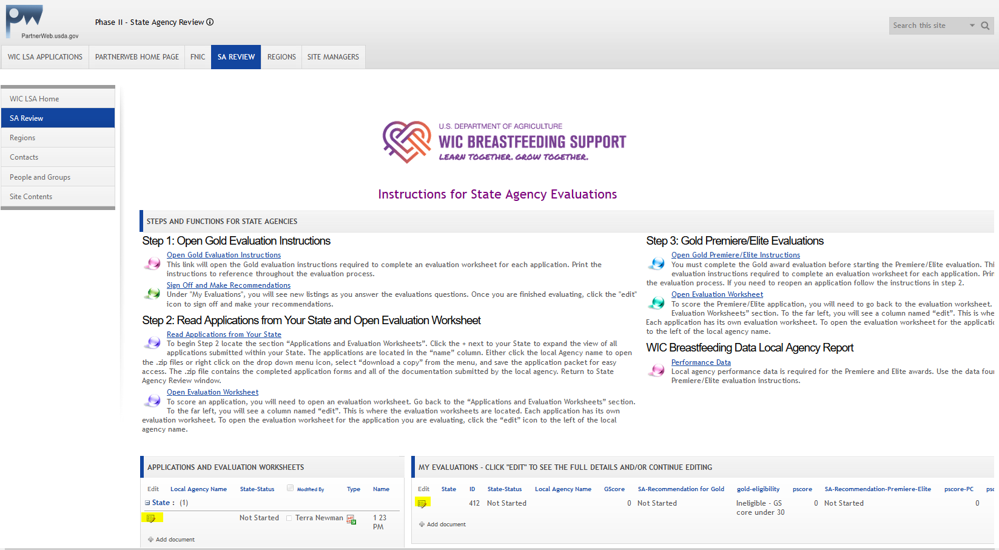 PW
PartnerWeb.usda.gov
Phase II - State Agency Review
Search this site
WIC LSA APPLICATIONS
PARTNERWEB HOME PAGE
FNIC
SA REVIEW
REGIONS
SITE MANAGERS
WIC LSA Home
SA Review
Regions
Contacts
People and Groups
Site Contents
U.S. DEPARTMENT OF AGRICULTURE
WIC BREASTFEEDING SUPPORT
LEARN TOGETHER. GROW TOGETHER.
Instructions for State Agency Evaluations
STEPS AND FUNCTIONS FOR STATE AGENCIES
Step 1: Open Gold Evaluation Instructions
Open Gold Evaluation Instructions
This link will open the Gold evaluation instructions required to complete an evaluation worksheet for each application. Print the
instructions to reference throughout the evaluation process.
Sign Off and Make Recommendations
Under "My Evaluations", you will see new listings as you answer the evaluations questions. Once you are finished evaluating, click the "edit"
icon to sign off and make your recommendations.
Step 2: Read Applications from Your State and Open Evaluation Worksheet
Read Applications from Your State
To begin Step 2 locate the section “Applications and Evaluation Worksheets”. Click the + next to your State to expand the view of all
applications submitted within your State. The applications are located in the “name” column. Either click the local Agency name to open
the .zip files or right click on the drop down menu icon, select “download a copy” from the menu, and save the application packet for easy
access. The .zip file contains the completed application forms and all of the documentation submitted by the local agency. Return to State
Agency Review window.
Open Evaluation Worksheet
To score an application, you will need to open an evaluation worksheet. Go back to the “Applications and Evaluation Worksheets” section.
To the far left, you will see a column named “edit”. This is where the evaluation worksheets are located. Each application has its own
evaluation worksheet. To open the evaluation worksheet for the application you are evaluating, click the “edit” icon to the left of the local
agency name.
Step 3: Gold Premiere/Elite Evaluations
Open Gold Premiere/Elite Instructions
You must complete the Gold award evaluation before starting the Premiere/Elite evaluation. Thi
evaluation instructions required to complete an evaluation worksheet for each application. Prin
the evaluation process. If you need to reopen an application follow the instructions in step 2.
Open Evaluation Worksheet
To score the Premiere/Elite application, you will need to go back to the evaluation worksheet.
Evaluation Worksheets” section. To the far left, you will see a column named “edit”. This is whe
Each application has its own evaluation worksheet. To open the evaluation worksheet for the applicatio
to the left of the local agency name.
WIC Breastfeeding Data Local Agency Report
Performance Data
Local agency performance data is required for the Premiere and Elite awards. Use the data fou
Premiere/Elite evaluation instructions.
APPLICATIONS AND EVALUATION WORKSHEETS
Edit Local Agency Name State-Status Modified By Type Name
State : (1)
Not Started Terra Newman 1 23
PM
Add document
MY EVALUATIONS - CLICK "EDIT" TO SEE THE FULL DETAILS AND/OR CONTINUE EDITING
Edit State ID State-Status Local Agency Name GScore SA-Recommendation for Gold gold-eligibility pscore SA-Recommendation-Premiere-Elite pscore-PC psc
412 Not Started 0 Not Started Ineligible - GS 0 Not Started 0
core under 30
Add document